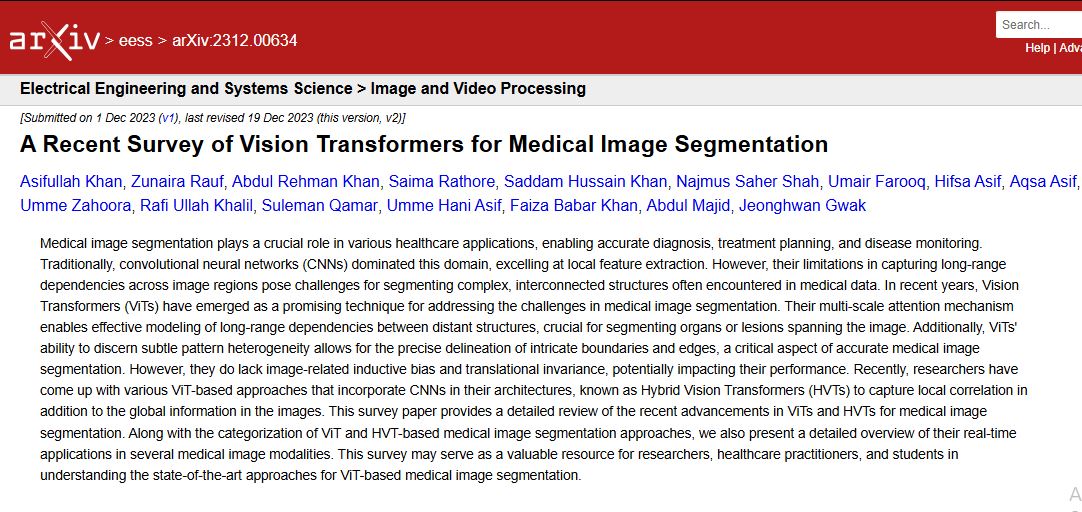 arXiv > eess > arXiv:2312.00634
Search...
Help | Adva
Electrical Engineering and Systems Science > Image and Video Processing
[Submitted on 1 Dec 2023 (v1), last revised 19 Dec 2023 (this version, v2)]
A Recent Survey of Vision Transformers for Medical Image Segmentation
Asifullah Khan, Zunaira Rauf, Abdul Rehman Khan, Saima Rathore, Saddam Hussain Khan, Najmus Saher Shah, Umair Farooq, Hifsa Asif, Aqsa Asif,
Umme Zahoora, Rafi Ullah Khalil, Suleman Qamar, Umme Hani Asif, Faiza Babar Khan, Abdul Majid, Jeonghwan Gwak
Medical image segmentation plays a crucial role in various healthcare applications, enabling accurate diagnosis, treatment planning, and disease monitoring.
Traditionally, convolutional neural networks (CNNs) dominated this domain, excelling at local feature extraction. However, their limitations in capturing long-range
dependencies across image regions pose challenges for segmenting complex, interconnected structures often encountered in medical data. In recent years, Vision
Transformers (ViTs) have emerged as a promising technique for addressing the challenges in medical image segmentation. Their multi-scale attention mechanism
enables effective modeling of long-range dependencies between distant structures, crucial for segmenting organs or lesions spanning the image. Additionally, ViTs'
ability to discern subtle pattern heterogeneity allows for the precise delineation of intricate boundaries and edges, a critical aspect of accurate medical image
segmentation. However, they do lack image-related inductive bias and translational invariance, potentially impacting their performance. Recently, researchers have
come up with various ViT-based approaches that incorporate CNNs in their architectures, known as Hybrid Vision Transformers (HVTs) to capture local correlation in
addition to the global information in the images. This survey paper provides a detailed review of the recent advancements in ViTs and HVTs for medical image
segmentation. Along with the categorization of ViT and HVT-based medical image segmentation approaches, we also present a detailed overview of their real-time
applications in several medical image modalities. This survey may serve as a valuable resource for researchers, healthcare practitioners, and students in
understanding the state-of-the-art approaches for ViT-based medical image segmentation.
A